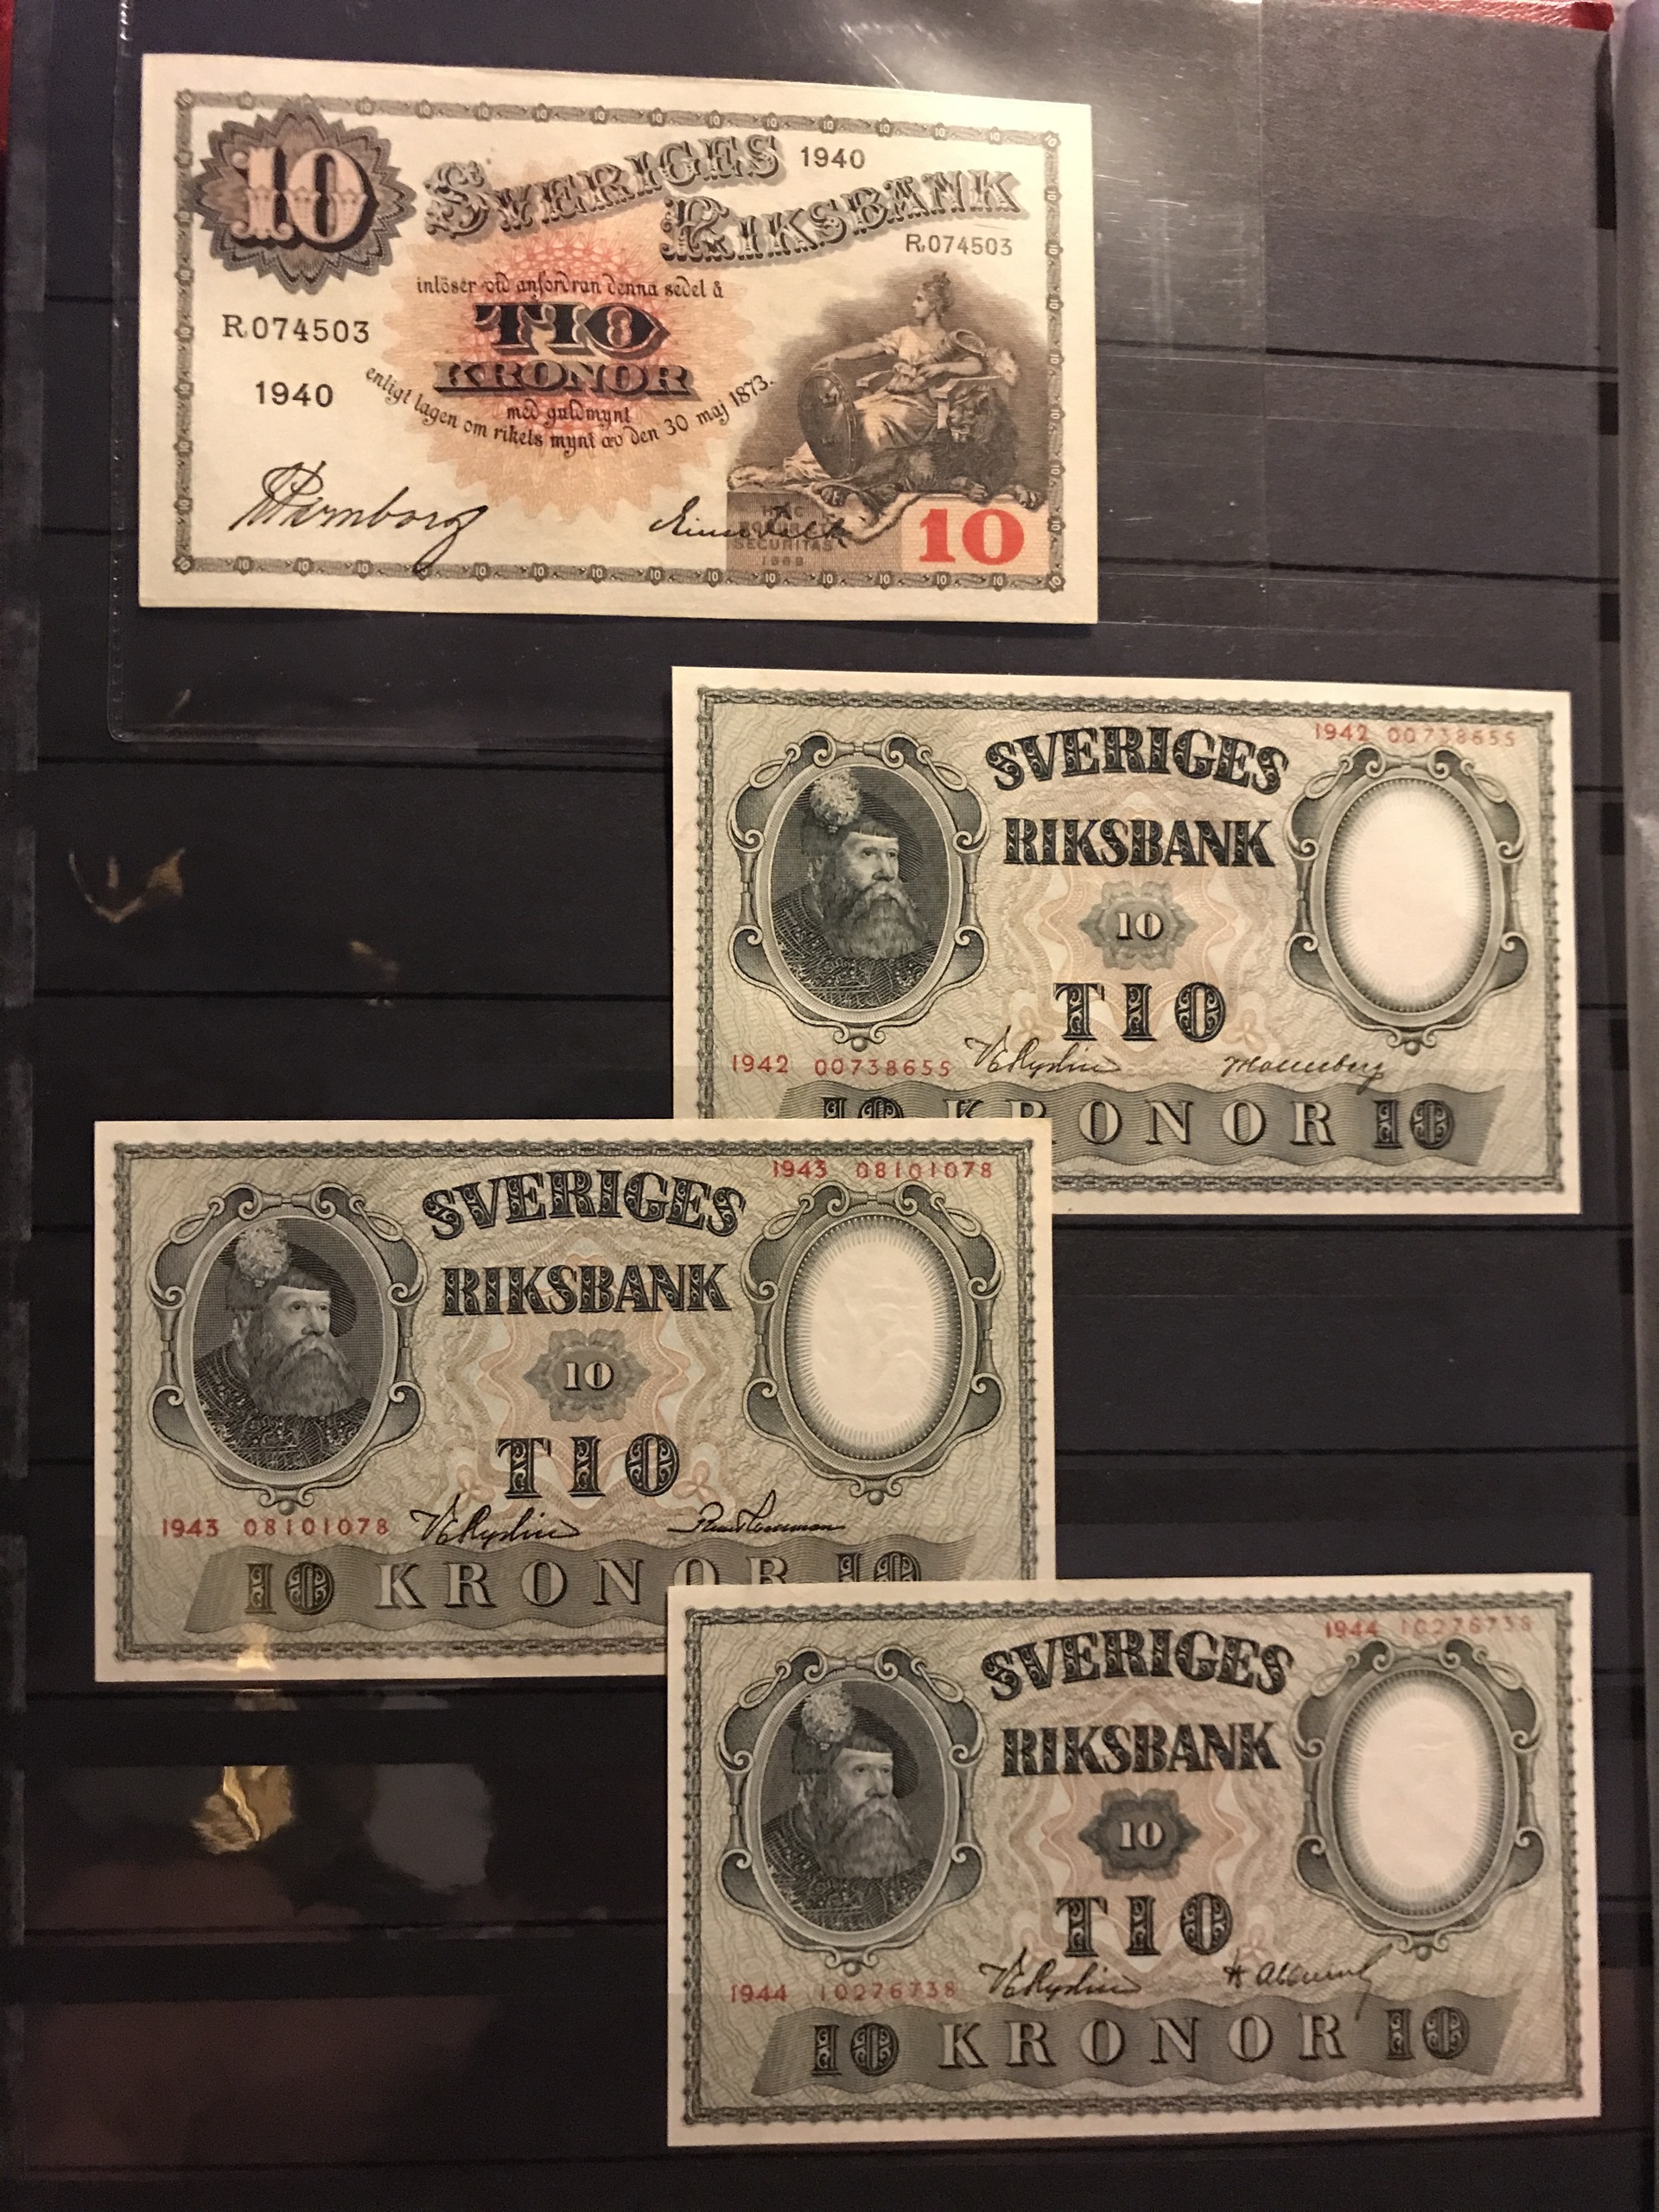 10
SVERIGES 1940
RIKSBANK
R.074503
inlöser vid anfordran denna sedel å
TIO
KRONOR
R.074503
1940
med guldmynt
enligt lagen om rikets mynt av den 30 maj 1873.
HAC
SECURITAS
1668
10
1942 00738655
SVERIGES
RIKSBANK
10
TIO
1942 00738655
10 KRONOR 10
1943 08101078
SVERIGES
RIKSBANK
10
TIO
1943 08101078
10 KRONOR 10
1944 10276738
SVERIGES
RIKSBANK
10
TIO
1944 10276738
10 KRONOR 10